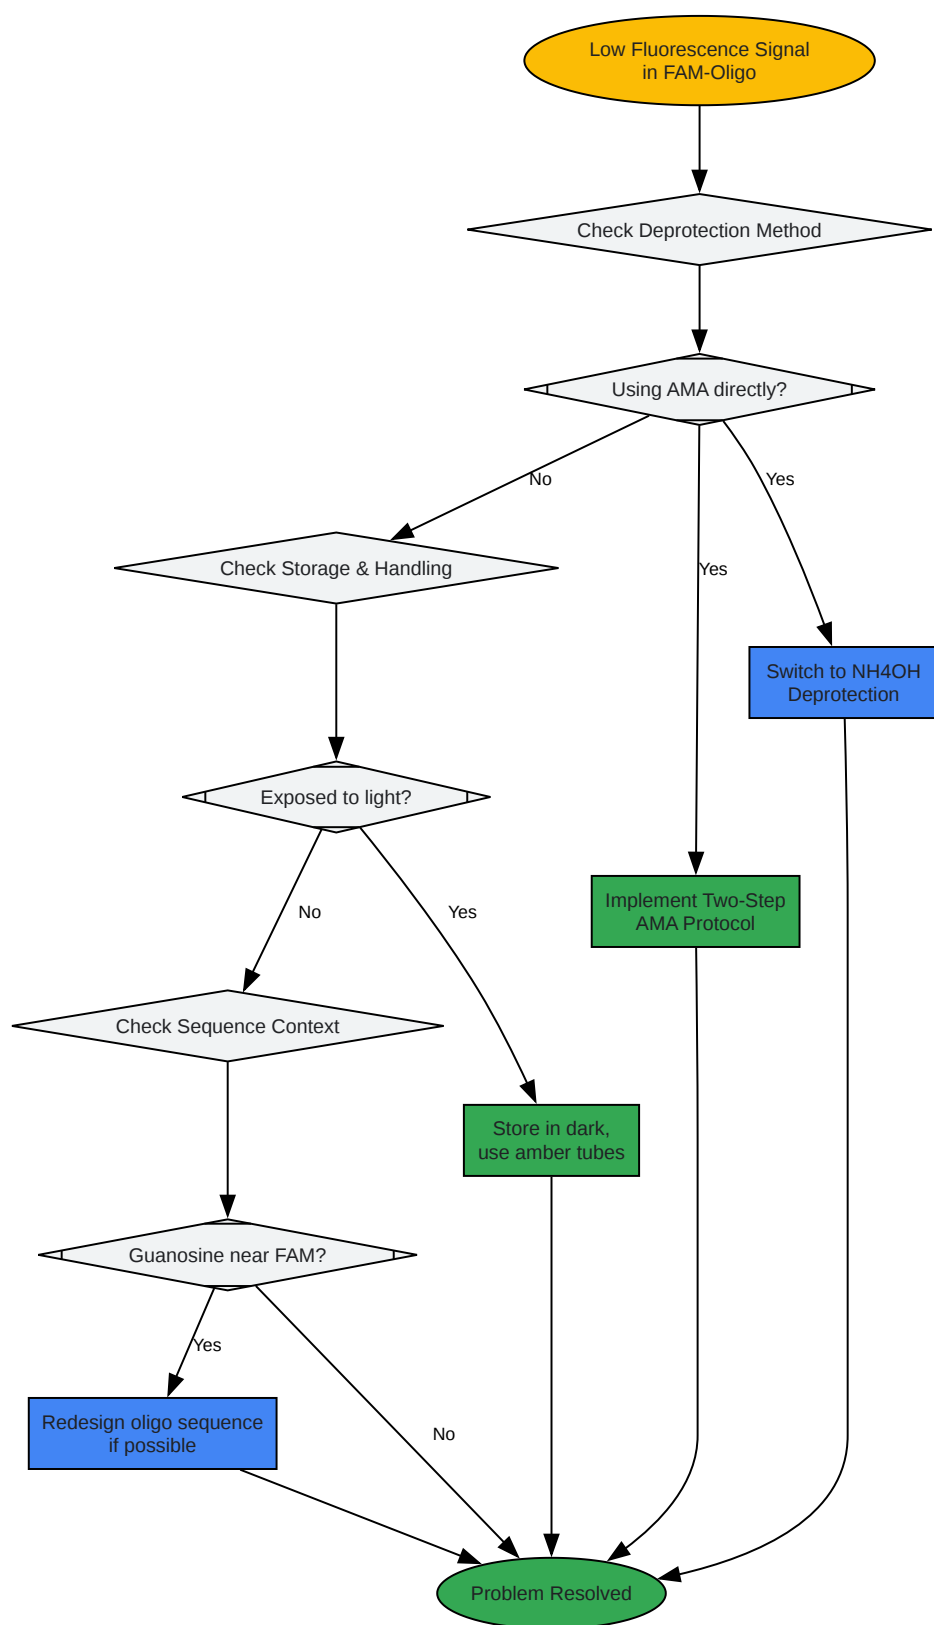 Low Fluorescence Signal
in FAM-Oligo
Check Deprotection Method
Using AMA directly?
No
Yes
Yes
Check Storage & Handling
Switch to NH4OH
Deprotection
Exposed to light?
No
Yes
Implement Two-Step
AMA Protocol
Check Sequence Context
Store in dark,
use amber tubes
Guanosine near FAM?
Yes
No
Redesign oligo sequence
if possible
Problem Resolved